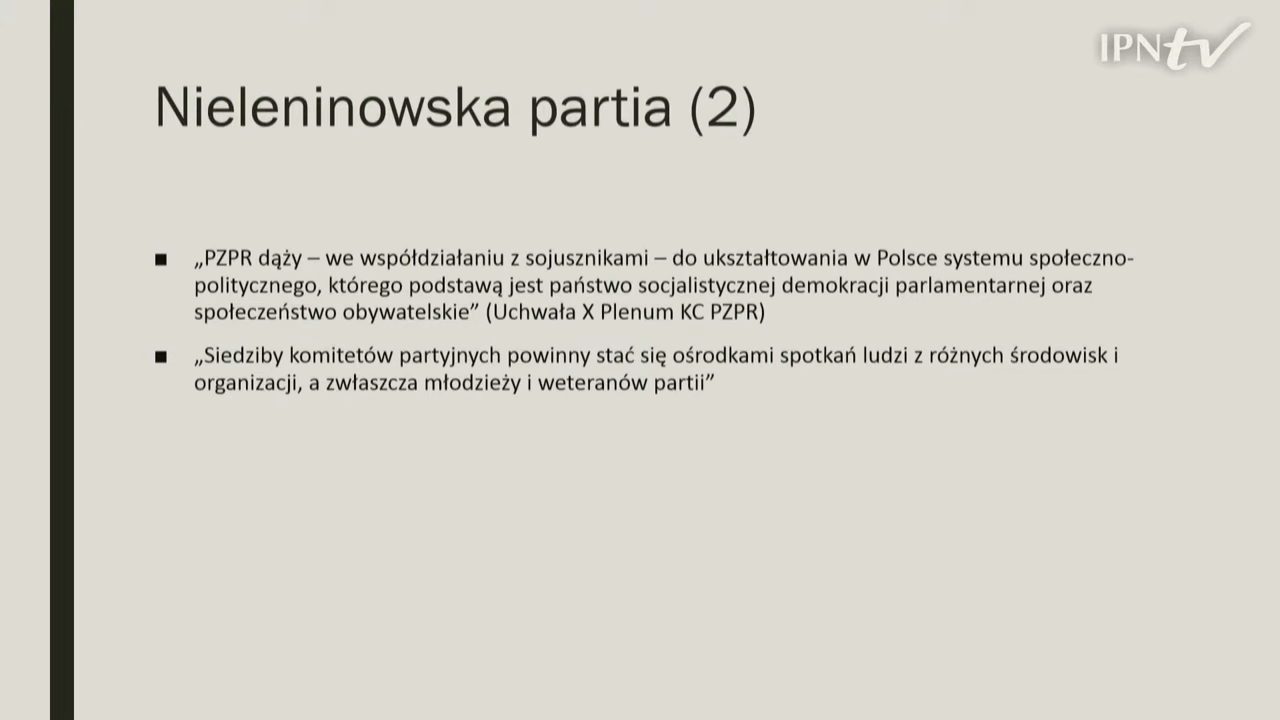 IPNtv
Nieleninowska partia (2)
■ „PZPR dąży – we współdziałaniu z sojusznikami – do ukształtowania w Polsce systemu społeczno-
politycznego, którego podstawą jest państwo socjalistycznej demokracji parlamentarnej oraz
społeczeństwo obywatelskie” (Uchwała X Plenum KC PZPR)
■ „Siedziby komitetów partyjnych powinny stać się ośrodkami spotkań ludzi z różnych środowisk i
organizacji, a zwłaszcza młodzieży i weteranów partii”